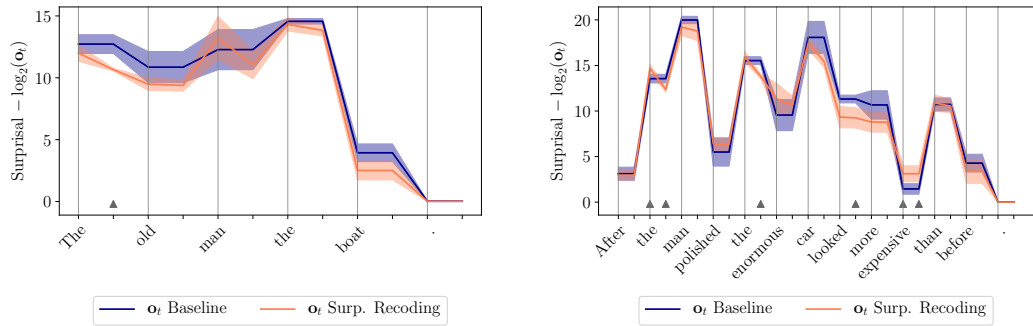 Surprisal − log₂(oₜ)
15
10
5
0
The
old
man
the
boat
.
oₜ Baseline
oₜ Surp. Recoding
Surprisal − log₂(oₜ)
20
15
10
5
0
After
the
man
polished
the
enormous
car
looked
more
expensive
than
before
.
oₜ Baseline
oₜ Surp. Recoding